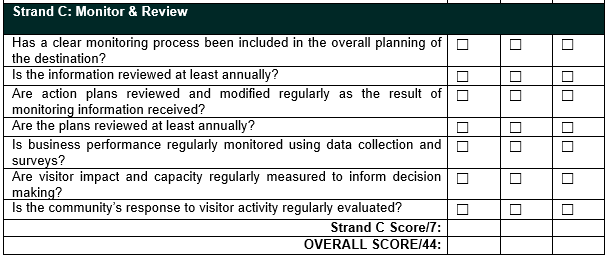 Strand C: Monitor & Review
Has a clear monitoring process been included in the overall planning of
the destination?
Is the information reviewed at least annually?
Are action plans reviewed and modified regularly as the result of
monitoring information received?
Are the plans reviewed at least annually?
Is business performance regularly monitored using data collection and
surveys?
Are visitor impact and capacity regularly measured to inform decision
making?
Is the community's response to visitor activity regularly evaluated?
Strand C Score/7:
OVERALL SCORE/44: